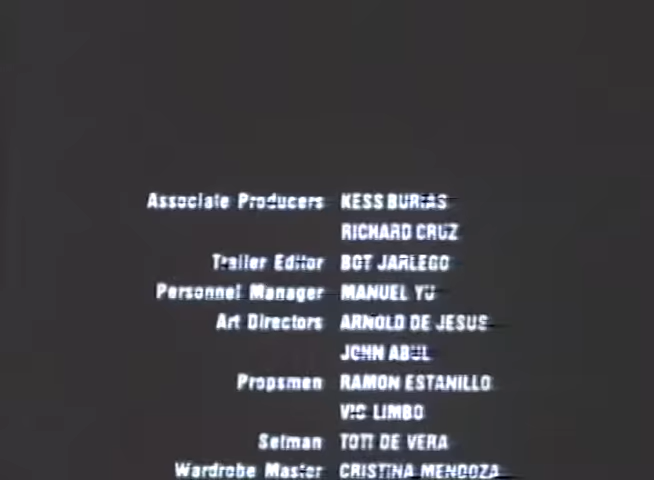 Associate Producers KESS BURIAS
RICHARD CRUZ
Trailer Editor BOT JARLEGO
Personnel Manager MANUEL YU
Art Directors ARNOLD DE JESUS
JOHN ABUL
Propsmen RAMON ESTANILLO
VIC LIMBO
Setman TOTI DE VERA
Wardrobe Master CRISTINA MENDOZA